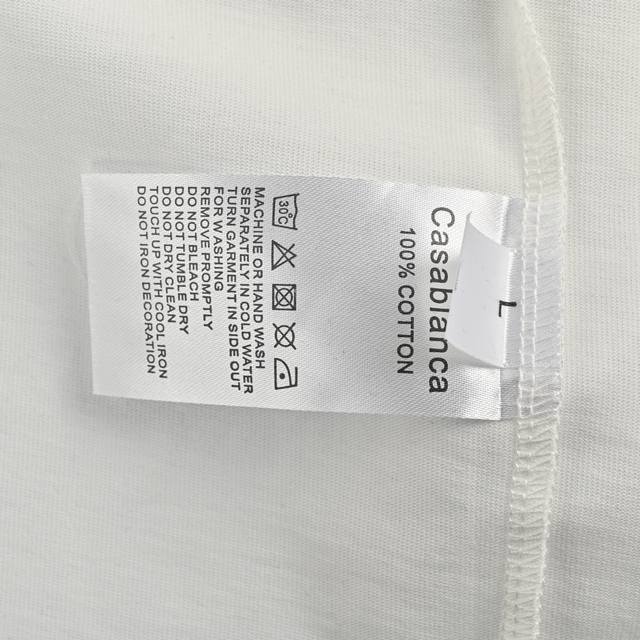 L
Casablanca
100% COTTON
30C
MACHINE OR HAND WASH
SEPARATELY IN COLD WATER
TURN GARMENT IN SIDE OUT
FOR WASHING
REMOVE PROMPTLY
DO NOT BLEACH
DO NOT TUMBLE DRY
DO NOT DRY CLEAN
TOUCH UP WITH COOL IRON
DO NOT IRON DECORATION